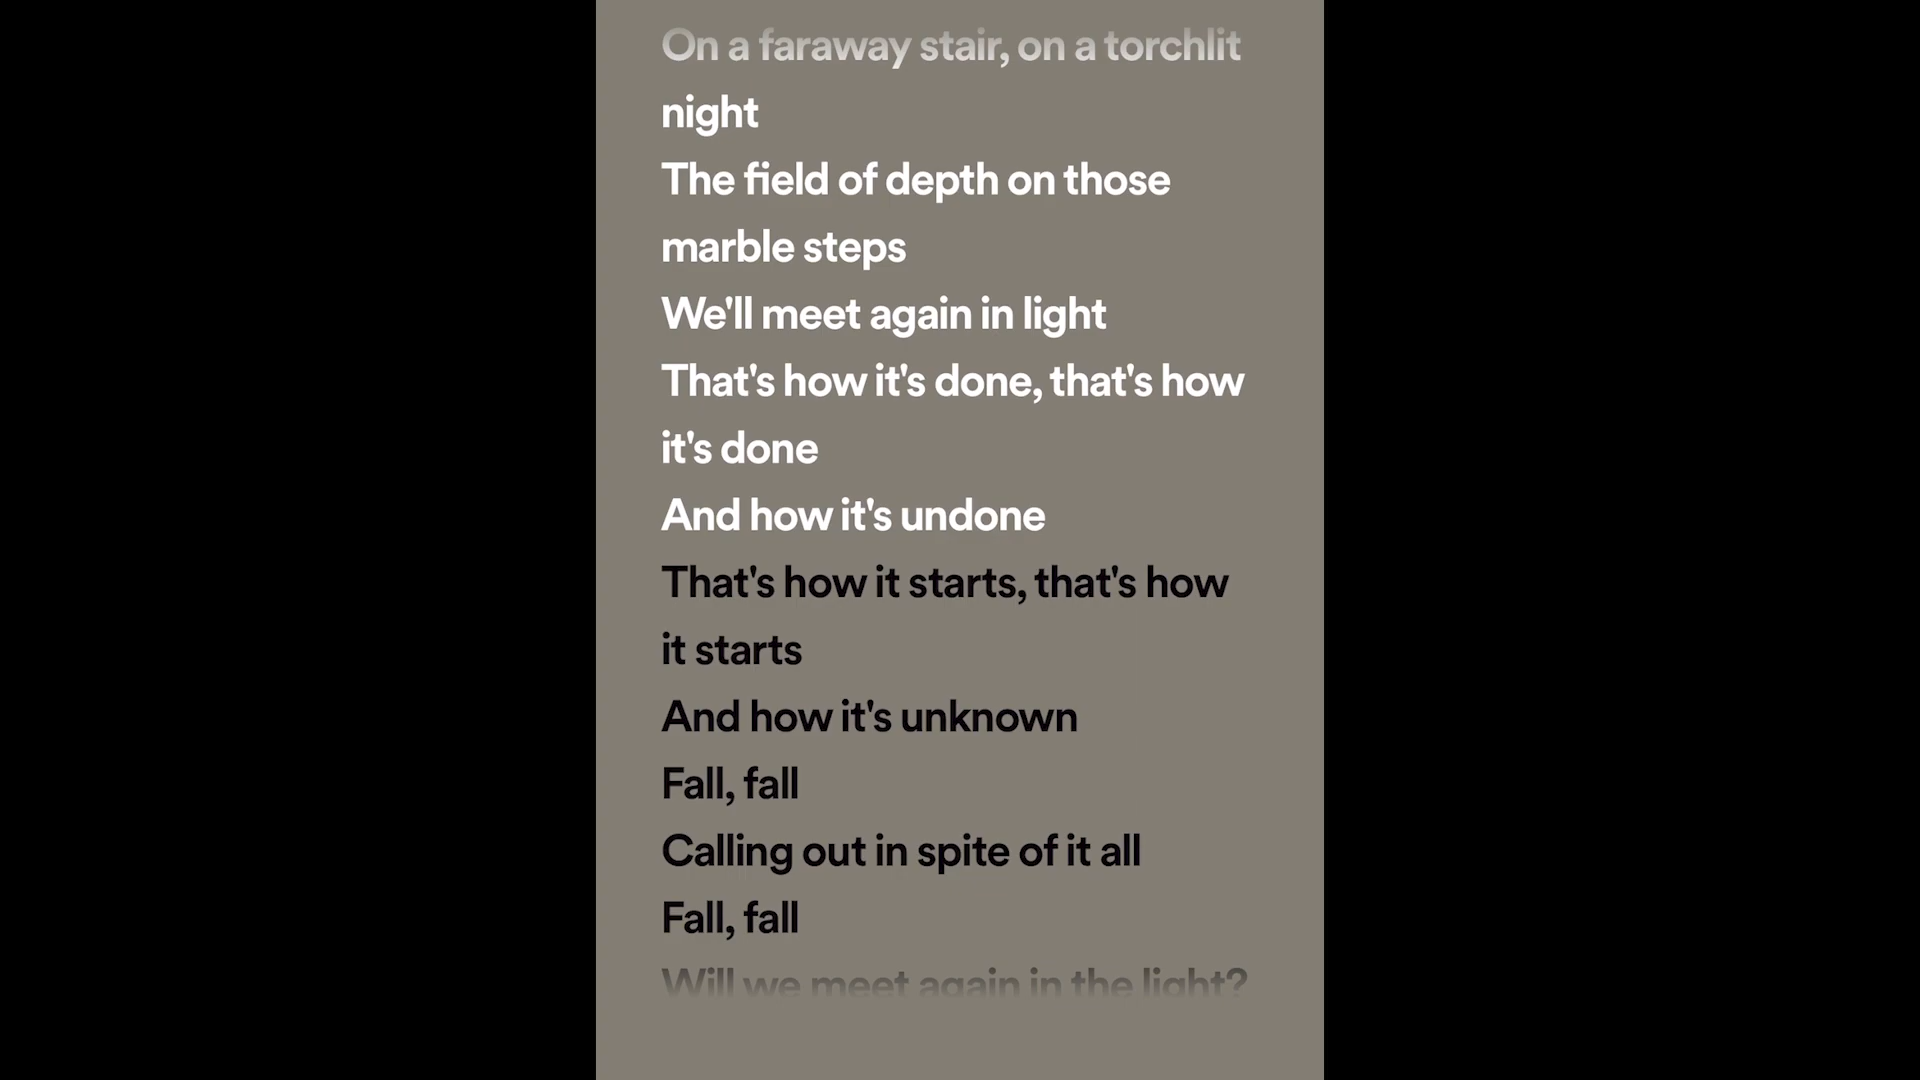 On a faraway stair, on a torchlit
night
The field of depth on those
marble steps
We'll meet again in light
That's how it's done, that's how
it's done
And how it's undone
That's how it starts, that's how
it starts
And how it's unknown
Fall, fall
Calling out in spite of it all
Fall, fall
Will we meet again in the light?